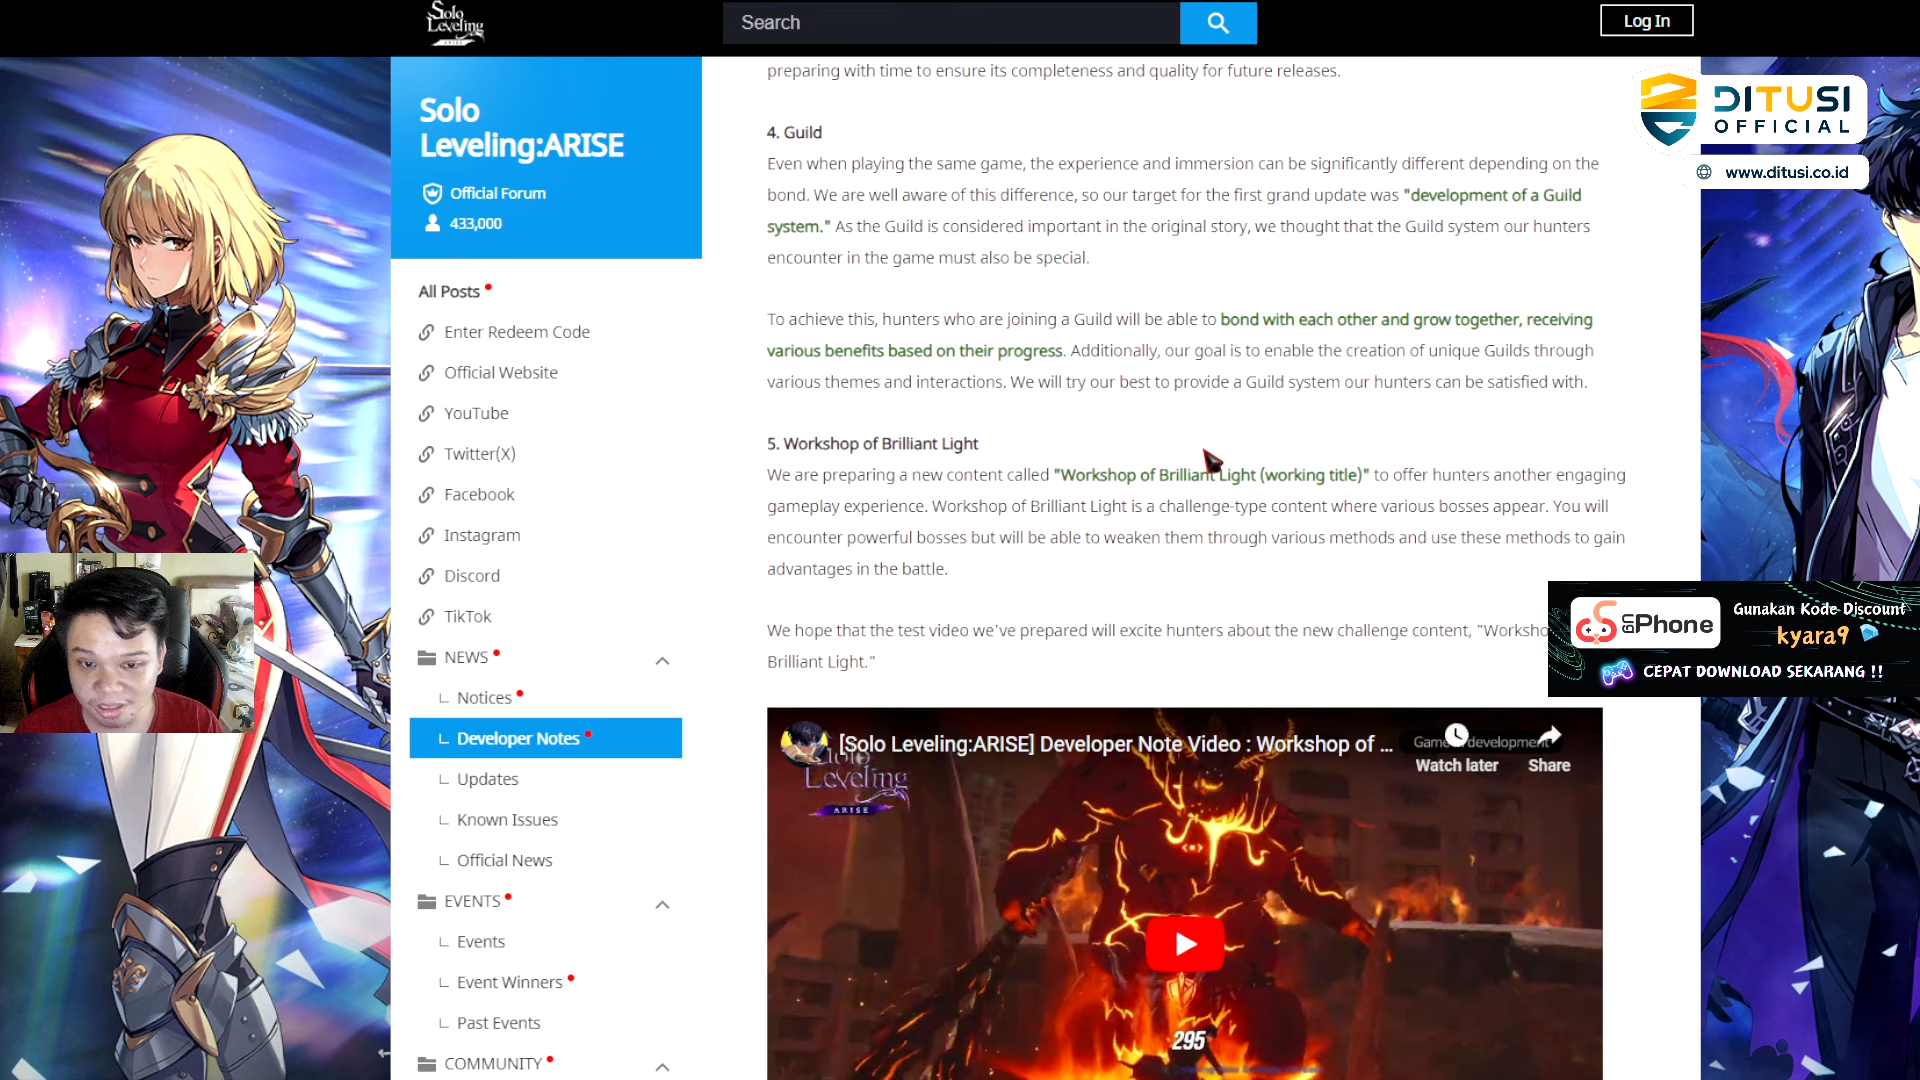 Solo
Leveling
ARISE
Search
Log In
Solo
Leveling:ARISE
Official Forum
433,000
All Posts
Enter Redeem Code
Official Website
YouTube
Twitter(X)
Facebook
Instagram
Discord
TikTok
NEWS
Notices
Developer Notes
Updates
Known Issues
Official News
EVENTS
Events
Event Winners
Past Events
COMMUNITY
preparing with time to ensure its completeness and quality for future releases.
4. Guild
Even when playing the same game, the experience and immersion can be significantly different depending on the
bond. We are well aware of this difference, so our target for the first grand update was "development of a Guild
system." As the Guild is considered important in the original story, we thought that the Guild system our hunters
encounter in the game must also be special.
To achieve this, hunters who are joining a Guild will be able to bond with each other and grow together, receiving
various benefits based on their progress. Additionally, our goal is to enable the creation of unique Guilds through
various themes and interactions. We will try our best to provide a Guild system our hunters can be satisfied with.
5. Workshop of Brilliant Light
We are preparing a new content called "Workshop of Brilliant Light (working title)" to offer hunters another engaging
gameplay experience. Workshop of Brilliant Light is a challenge-type content where various bosses appear. You will
encounter powerful bosses but will be able to weaken them through various methods and use these methods to gain
advantages in the battle.
We hope that the test video we've prepared will excite hunters about the new challenge content, "Worksho
Brilliant Light."
[Solo Leveling:ARISE] Developer Note Video : Workshop of ...
Game development
Watch later
Share
Solo
Leveling
ARISE
295
DITUSI
OFFICIAL
www.ditusi.co.id
UGPhone
Gunakan Kode Discount
kyara9
CEPAT DOWNLOAD SEKARANG !!